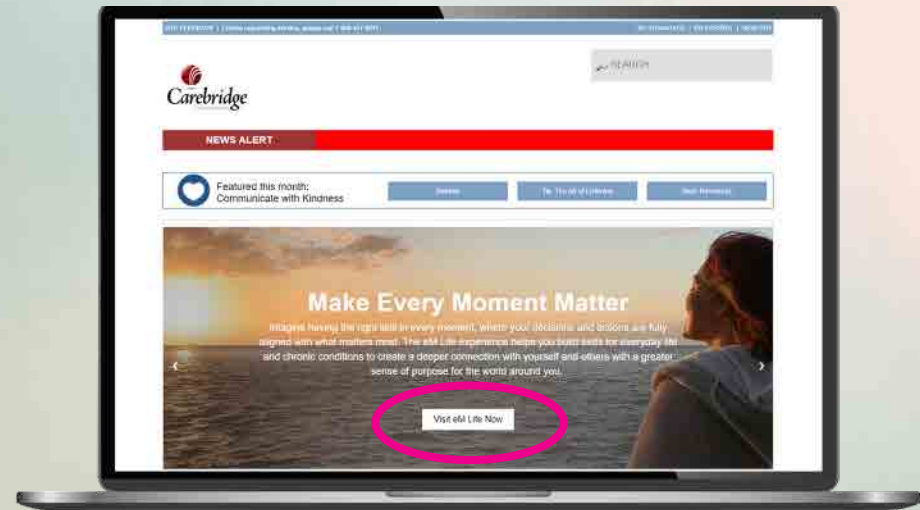 SEARCH
Carebridge
NEWS ALERT
Featured this month:
Communicate with Kindness
Make Every Moment Matter
Imagine having the right skill in every moment, where your decisions and actions are fully
aligned with what matters most. The eM Life experience helps you build skills for everyday life
and chronic conditions to create a deeper connection with yourself and others with a greater
sense of purpose for the world around you.
Visit eM Life Now